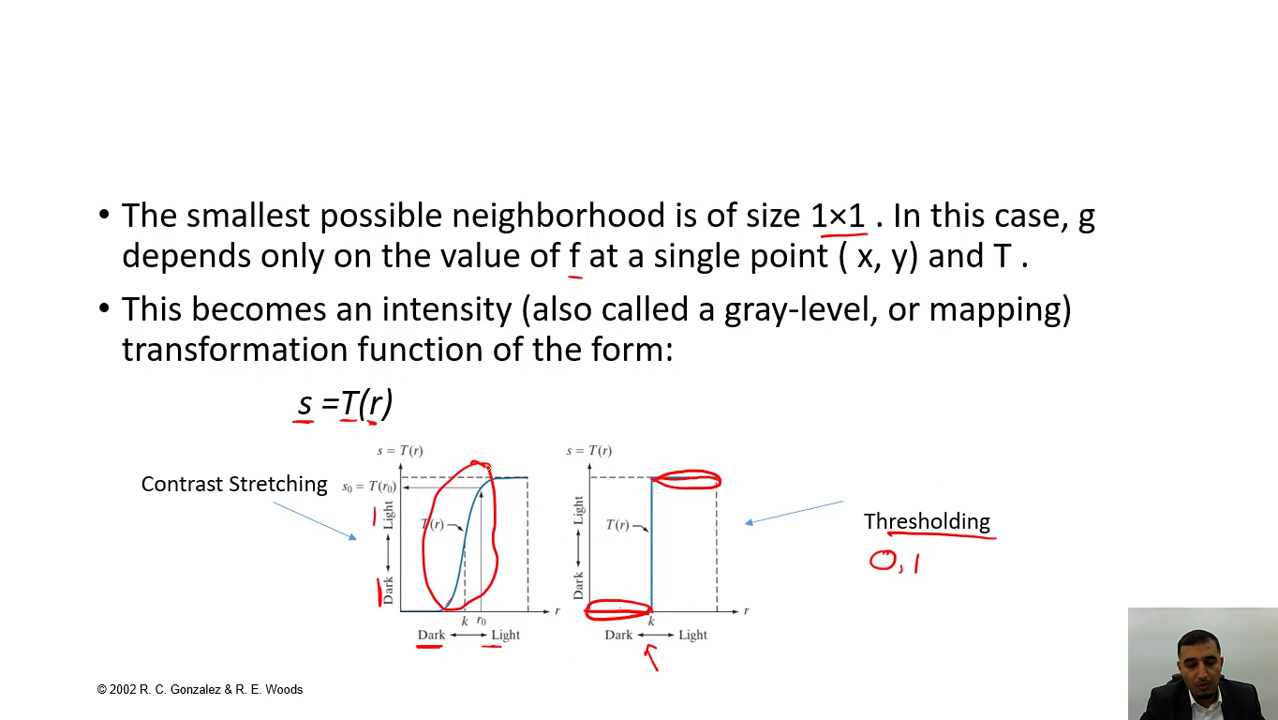 • The smallest possible neighborhood is of size 1×1 . In this case, g
depends only on the value of f at a single point ( x, y) and T .
• This becomes an intensity (also called a gray-level, or mapping)
transformation function of the form:
s =T(r)
s = T(r)
s = T(r)
Contrast Stretching
s0 = T(r0)
Dark Light
T(r)
k r0
r
Dark Light
Dark Light
T(r)
k
r
Dark Light
Thresholding
0, 1
© 2002 R. C. Gonzalez & R. E. Woods